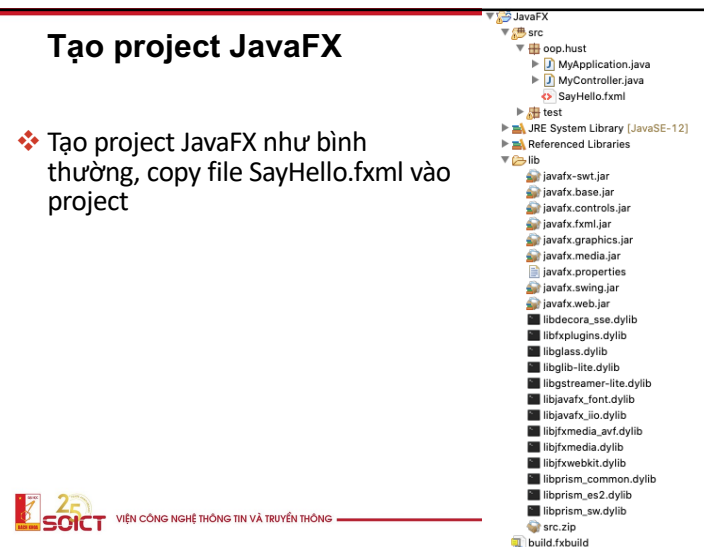 Tạo project JavaFX
Tạo project JavaFX như bình
thường, copy file SayHello.fxml vào
project
JavaFX
src
oop.hust
MyApplication.java
MyController.java
SayHello.fxml
test
JRE System Library [JavaSE-12]
Referenced Libraries
lib
javafx-swt.jar
javafx.base.jar
javafx.controls.jar
javafx.fxml.jar
javafx.graphics.jar
javafx.media.jar
javafx.properties
javafx.swing.jar
javafx.web.jar
libdecora_sse.dylib
libfxplugins.dylib
libglass.dylib
libglib-lite.dylib
libgstreamer-lite.dylib
libjavafx_font.dylib
libjavafx_iio.dylib
libjfxmedia_avf.dylib
libjfxmedia.dylib
libjfxwebkit.dylib
libprism_common.dylib
libprism_es2.dylib
libprism_sw.dylib
src.zip
build.fxbuild
BÁCH KHOA
25
SOICT
VIỆN CÔNG NGHỆ THÔNG TIN VÀ TRUYỀN THÔNG